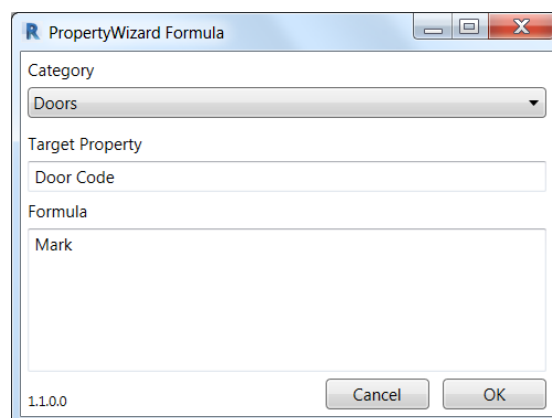 R PropertyWizard Formula
Category
Doors
Target Property
Door Code
Formula
Mark
1.1.0.0
Cancel
OK